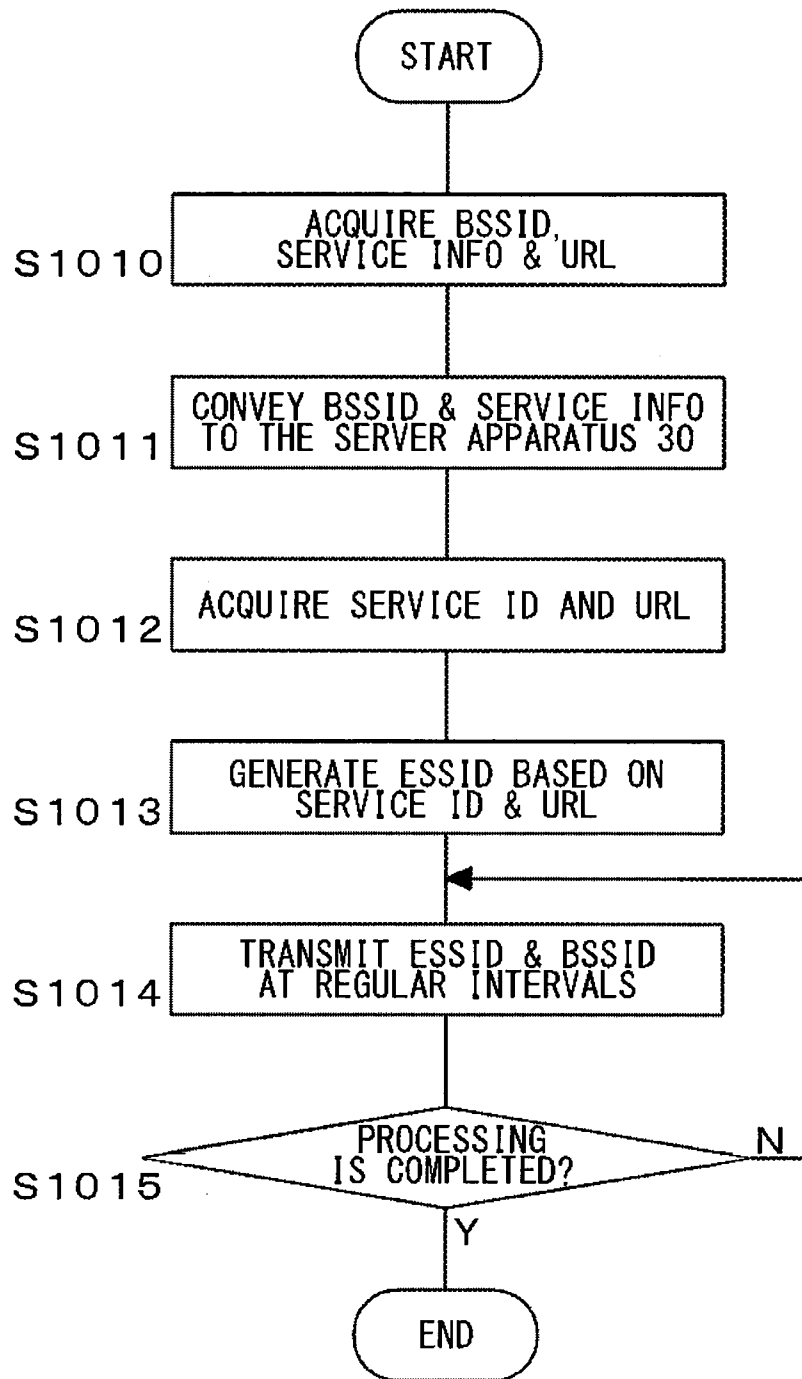 START
ACQUIRE BSSID,
SERVICE INFO & URL
S1010
CONVEY BSSID & SERVICE INFO
TO THE SERVER APPARATUS 30
S1011
ACQUIRE SERVICE ID AND URL
S1012
GENERATE ESSID BASED ON
SERVICE ID & URL
S1013
TRANSMIT ESSID & BSSID
AT REGULAR INTERVALS
S1014
PROCESSING
IS COMPLETED?
N
S1015
Y
END